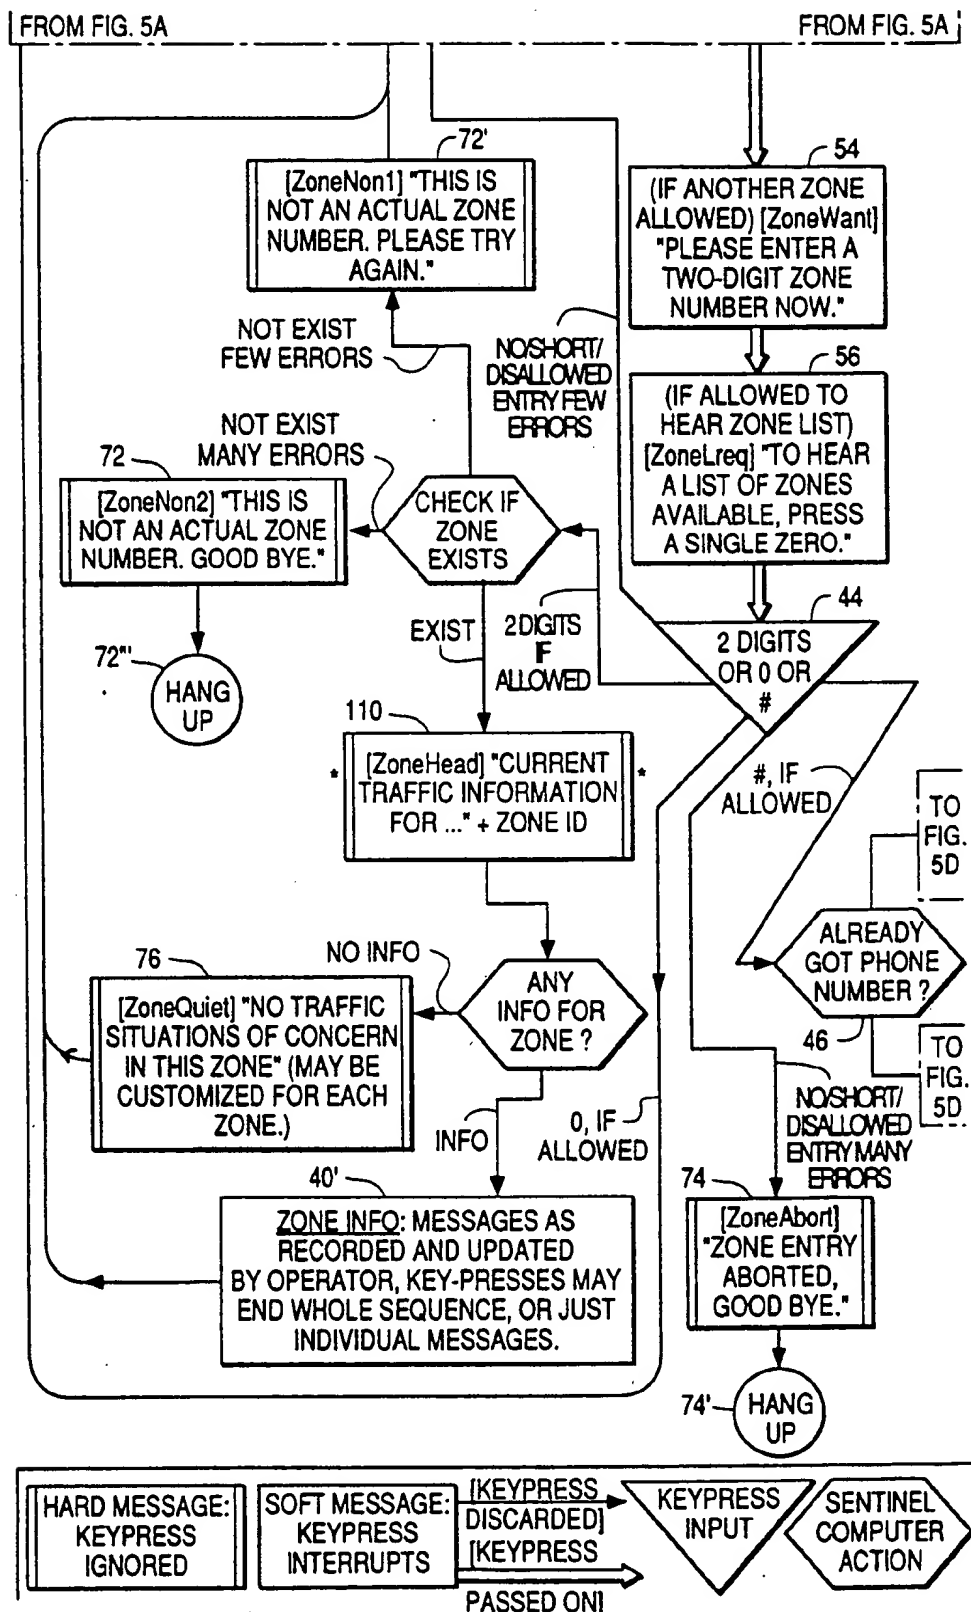 FROM FIG. 5A
FROM FIG. 5A
72'
[ZoneNon1] "THIS IS
NOT AN ACTUAL ZONE
NUMBER. PLEASE TRY
AGAIN."
54
(IF ANOTHER ZONE
ALLOWED) [ZoneWant]
"PLEASE ENTER A
TWO-DIGIT ZONE
NUMBER NOW."
NOT EXIST
FEW ERRORS
NO/SHORT/
DISALLOWED
ENTRY FEW
ERRORS
56
(IF ALLOWED TO
HEAR ZONE LIST)
[ZoneLreq] "TO HEAR
A LIST OF ZONES
AVAILABLE, PRESS
A SINGLE ZERO."
NOT EXIST
MANY ERRORS
72
[ZoneNon2] "THIS IS
NOT AN ACTUAL ZONE
NUMBER. GOOD BYE."
CHECK IF
ZONE
EXISTS
44
2 DIGITS
OR 0 OR
#
EXIST
2 DIGITS
IF
ALLOWED
72"'
HANG
UP
110
* [ZoneHead] "CURRENT *
TRAFFIC INFORMATION
FOR ..." + ZONE ID
#, IF
ALLOWED
TO
FIG.
5D
ALREADY
GOT PHONE
NUMBER ?
46
TO
FIG.
5D
NO INFO
76
[ZoneQuiet] "NO TRAFFIC
SITUATIONS OF CONCERN
IN THIS ZONE" (MAY BE
CUSTOMIZED FOR EACH
ZONE.)
ANY
INFO FOR
ZONE ?
INFO
0, IF
ALLOWED
NO/SHORT/
DISALLOWED
ENTRY MANY
ERRORS
40'
ZONE INFO: MESSAGES AS
RECORDED AND UPDATED
BY OPERATOR, KEY-PRESSES MAY
END WHOLE SEQUENCE, OR JUST
INDIVIDUAL MESSAGES.
74
[ZoneAbort]
"ZONE ENTRY
ABORTED,
GOOD BYE."
74'
HANG
UP
HARD MESSAGE:
KEYPRESS
IGNORED
SOFT MESSAGE:
KEYPRESS
INTERRUPTS
[KEYPRESS
DISCARDED]
[KEYPRESS
PASSED ON]
KEYPRESS
INPUT
SENTINEL
COMPUTER
ACTION